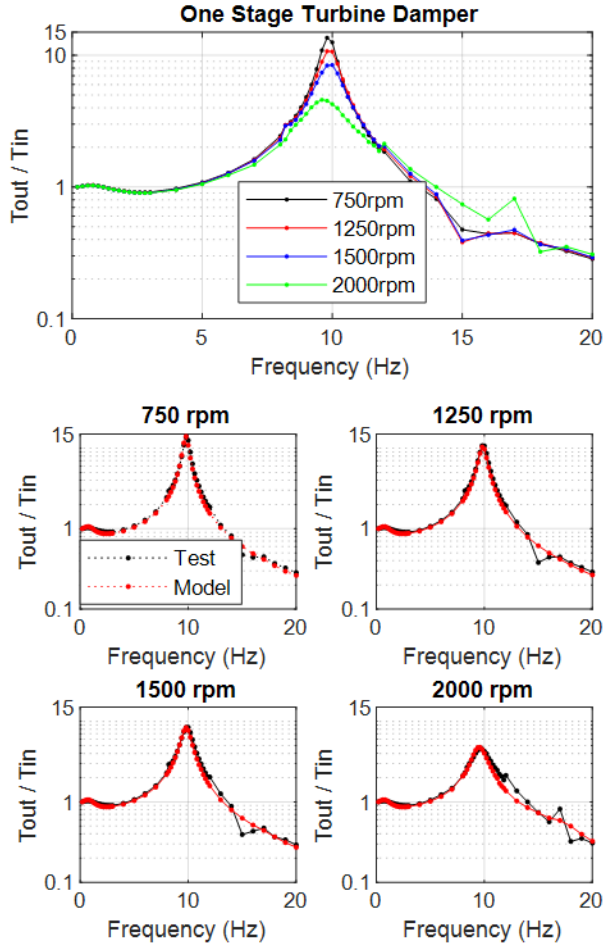 One Stage Turbine Damper
15
10
1
0.1
Tout / Tin
0 5 10 15 20
Frequency (Hz)
750rpm
1250rpm
1500rpm
2000rpm
750 rpm
15
1
0.1
Tout / Tin
0 10 20
Frequency (Hz)
Test
Model
1250 rpm
15
1
0.1
Tout / Tin
0 10 20
Frequency (Hz)
1500 rpm
15
1
0.1
Tout / Tin
0 10 20
Frequency (Hz)
2000 rpm
15
1
0.1
Tout / Tin
0 10 20
Frequency (Hz)